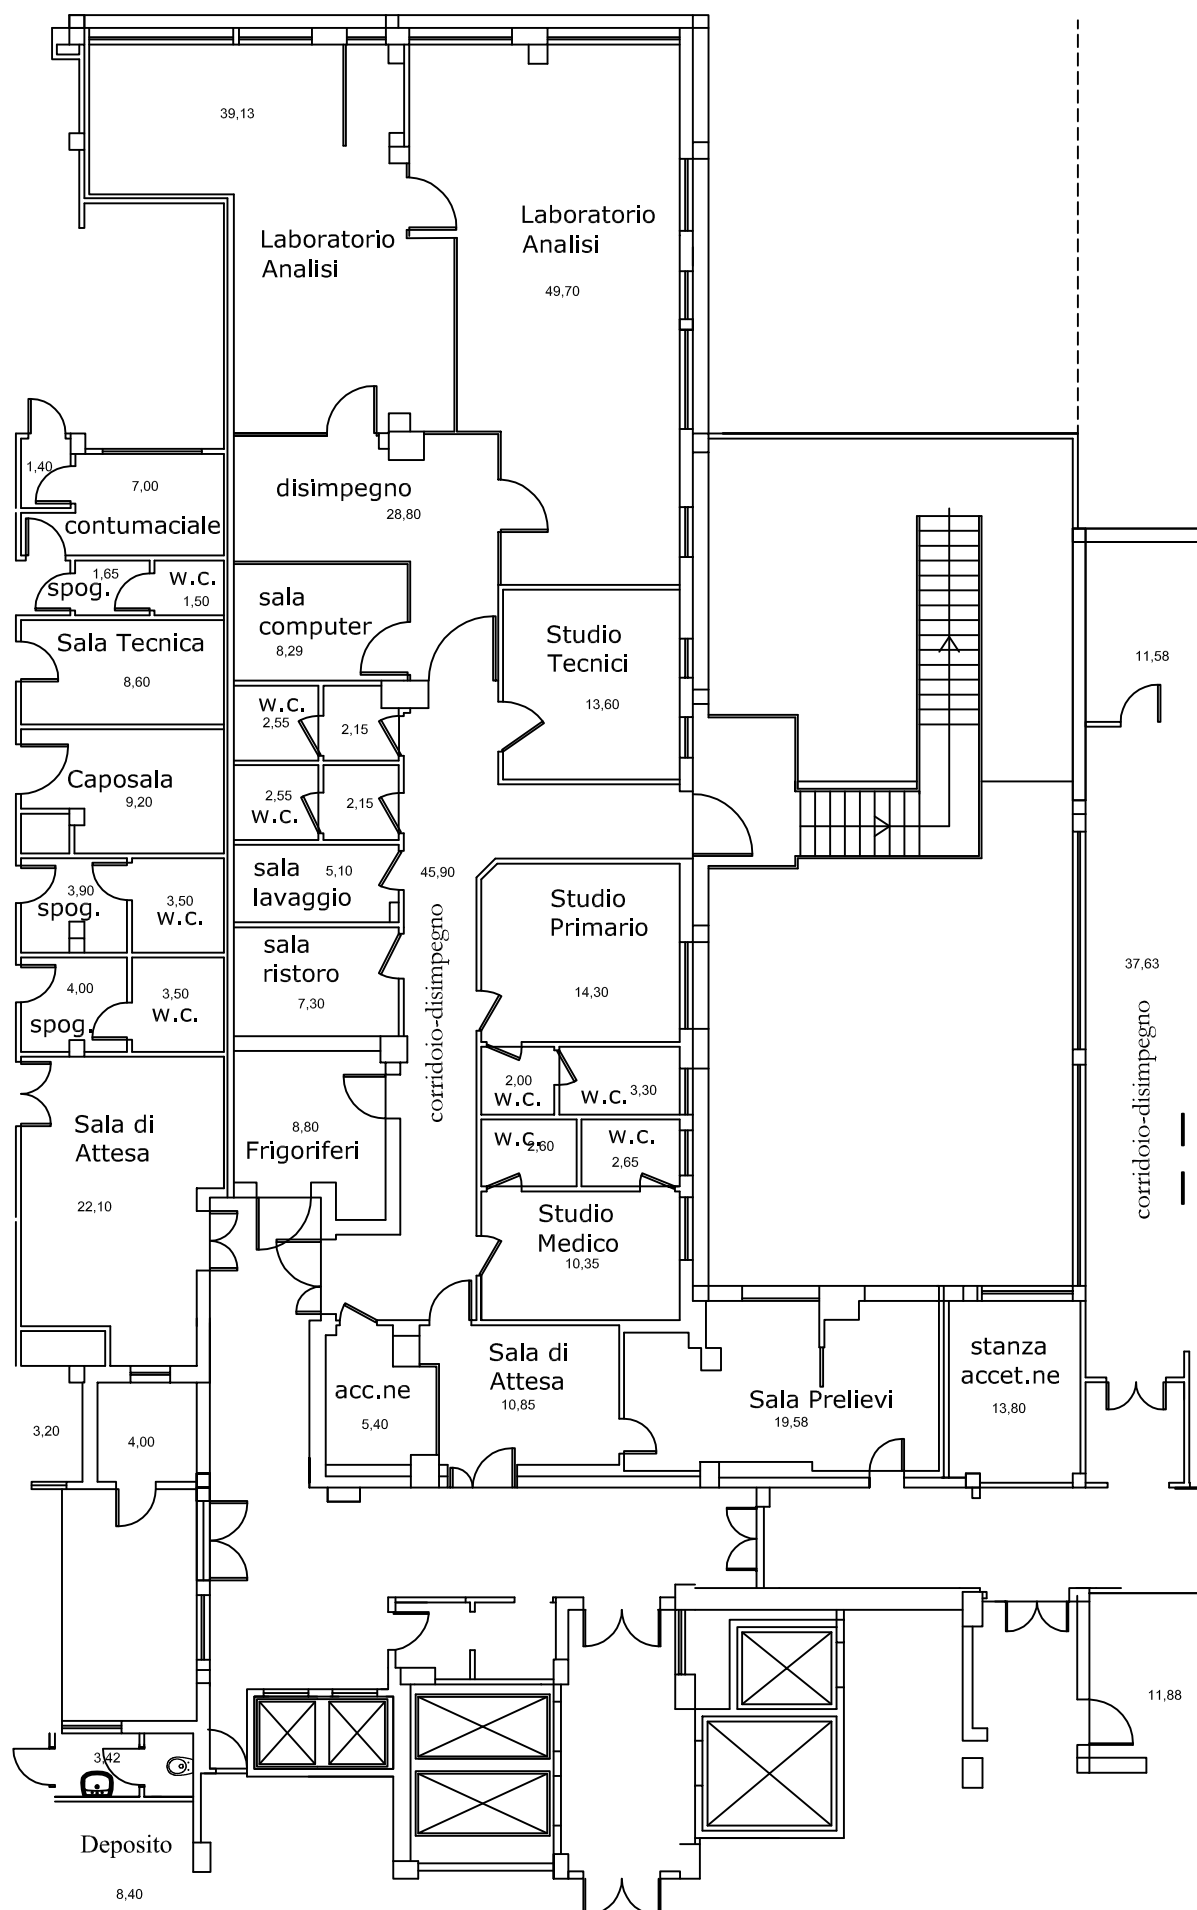 39,13
Laboratorio
Analisi
49,70
Laboratorio
Analisi
1,40
7,00
contumaciale
disimpegno
28,80
1,65
spog.
w.c.
1,50
sala
computer
8,29
Studio
Tecnici
13,60
11,58
Sala Tecnica
8,60
w.c.
2,55
2,15
Caposala
9,20
2,55
w.c.
2,15
sala
lavaggio
5,10
45,90
corridoio-disimpegno
3,90
spog.
3,50
w.c.
Studio
Primario
14,30
sala
ristoro
7,30
37,63
corridoio-disimpegno
4,00
spog.
3,50
w.c.
2,00
w.c.
w.c. 3,30
8,80
Frigoriferi
w.c.
2,60
w.c.
2,65
Sala di
Attesa
22,10
Studio
Medico
10,35
acc.ne
5,40
Sala di
Attesa
10,85
Sala Prelievi
19,58
stanza
accet.ne
13,80
3,20
4,00
11,88
3,42
Deposito
8,40